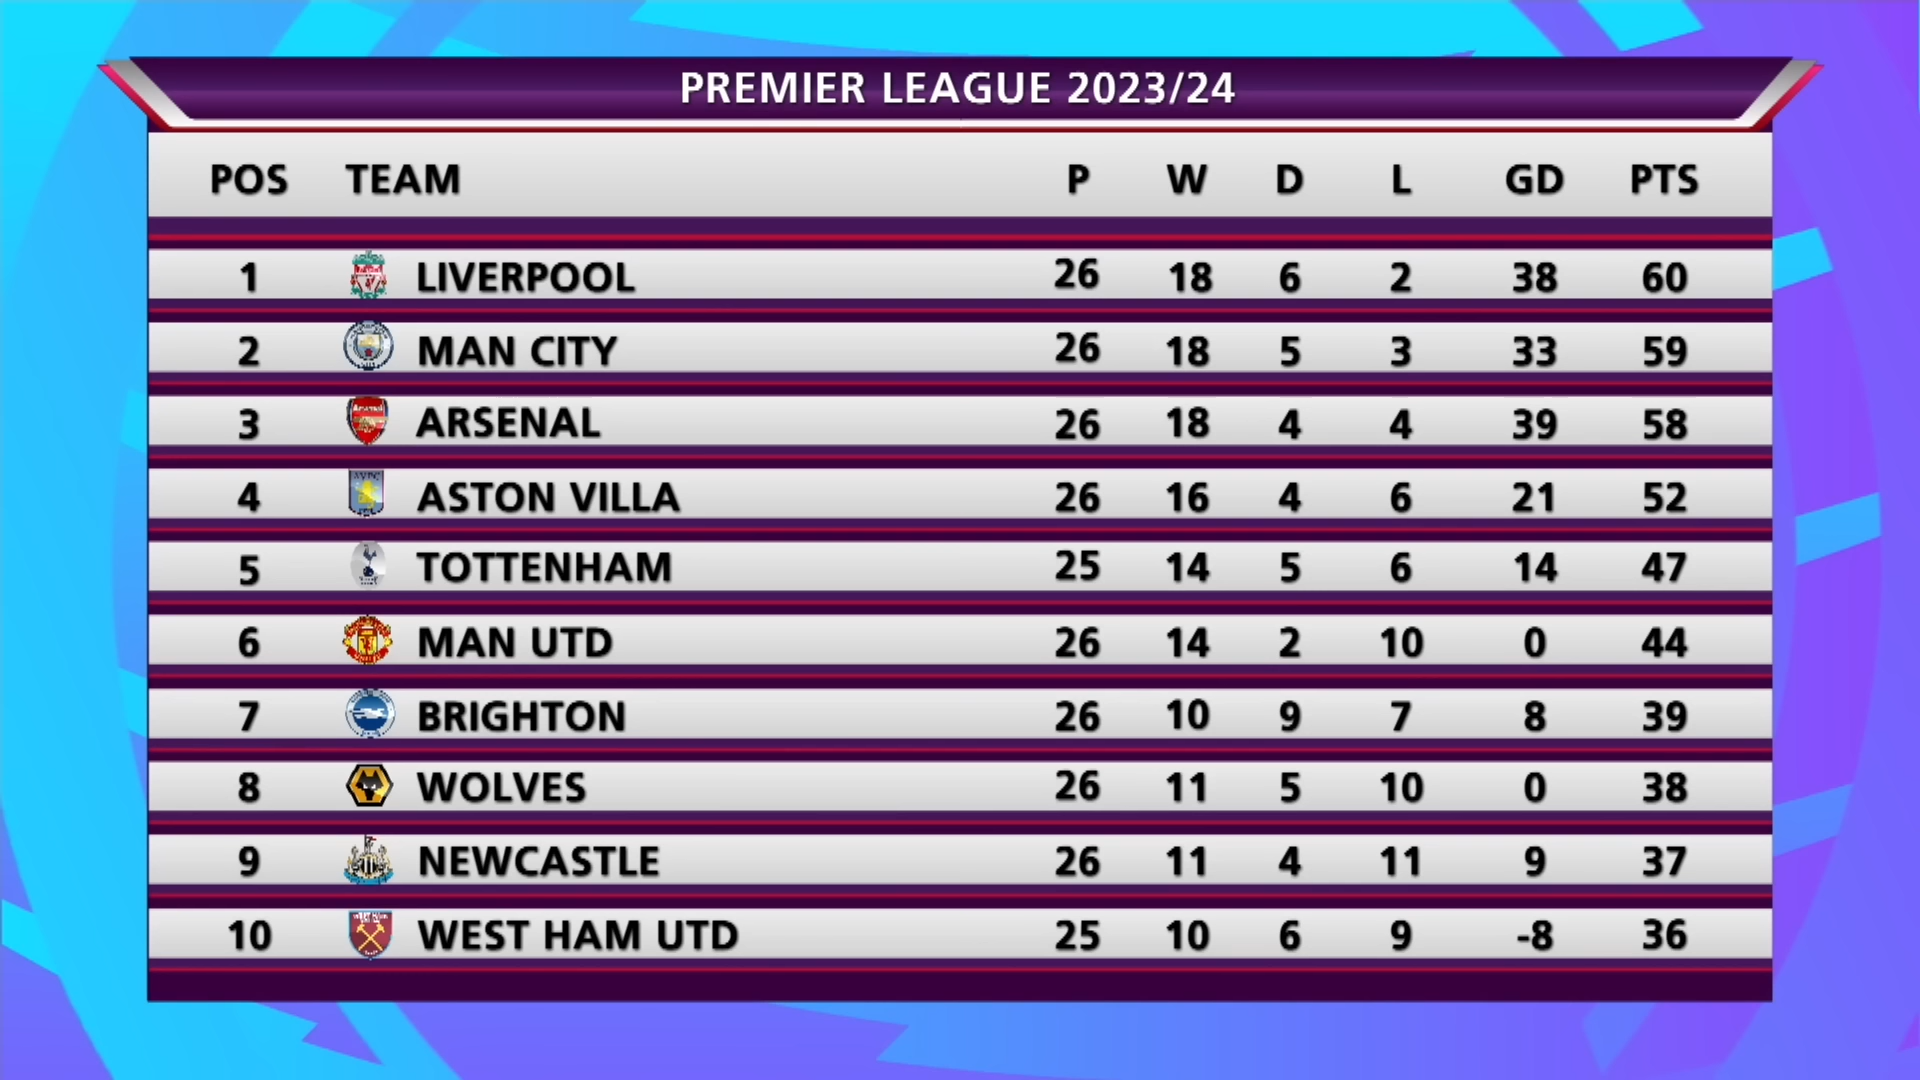 PREMIER LEAGUE 2023/24
POS TEAM P W D L GD PTS
1 LIVERPOOL 26 18 6 2 38 60
2 MAN CITY 26 18 5 3 33 59
3 ARSENAL 26 18 4 4 39 58
4 ASTON VILLA 26 16 4 6 21 52
5 TOTTENHAM 25 14 5 6 14 47
6 MAN UTD 26 14 2 10 0 44
7 BRIGHTON 26 10 9 7 8 39
8 WOLVES 26 11 5 10 0 38
9 NEWCASTLE 26 11 4 11 9 37
10 WEST HAM UTD 25 10 6 9 -8 36